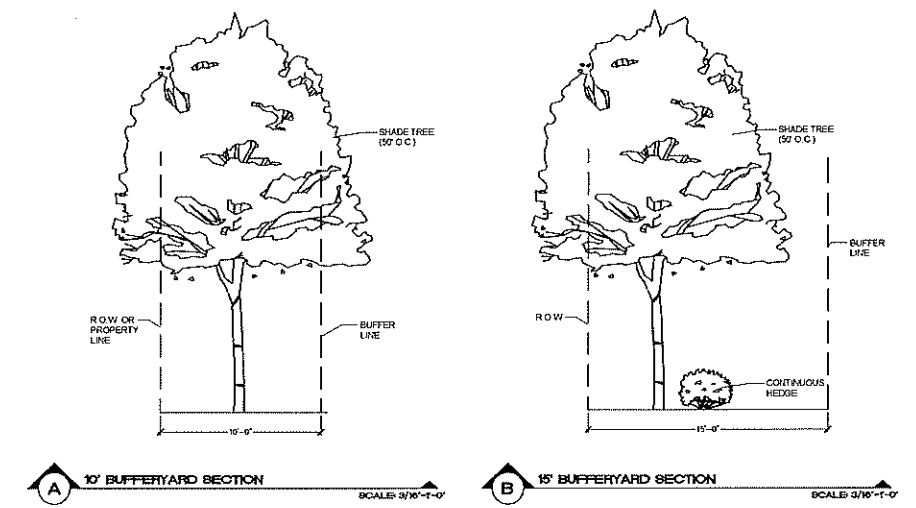 SHADE TREE
(50' O.C.)
R.O.W. OR
PROPERTY
LINE
BUFFER
LINE
10'-0"
A
10' BUFFERYARD SECTION
SCALE: 3/16"=1'-0"
SHADE TREE
(50' O.C.)
BUFFER
LINE
R.O.W.
CONTINUOUS
HEDGE
15'-0"
B
15' BUFFERYARD SECTION
SCALE: 3/16"=1'-0"